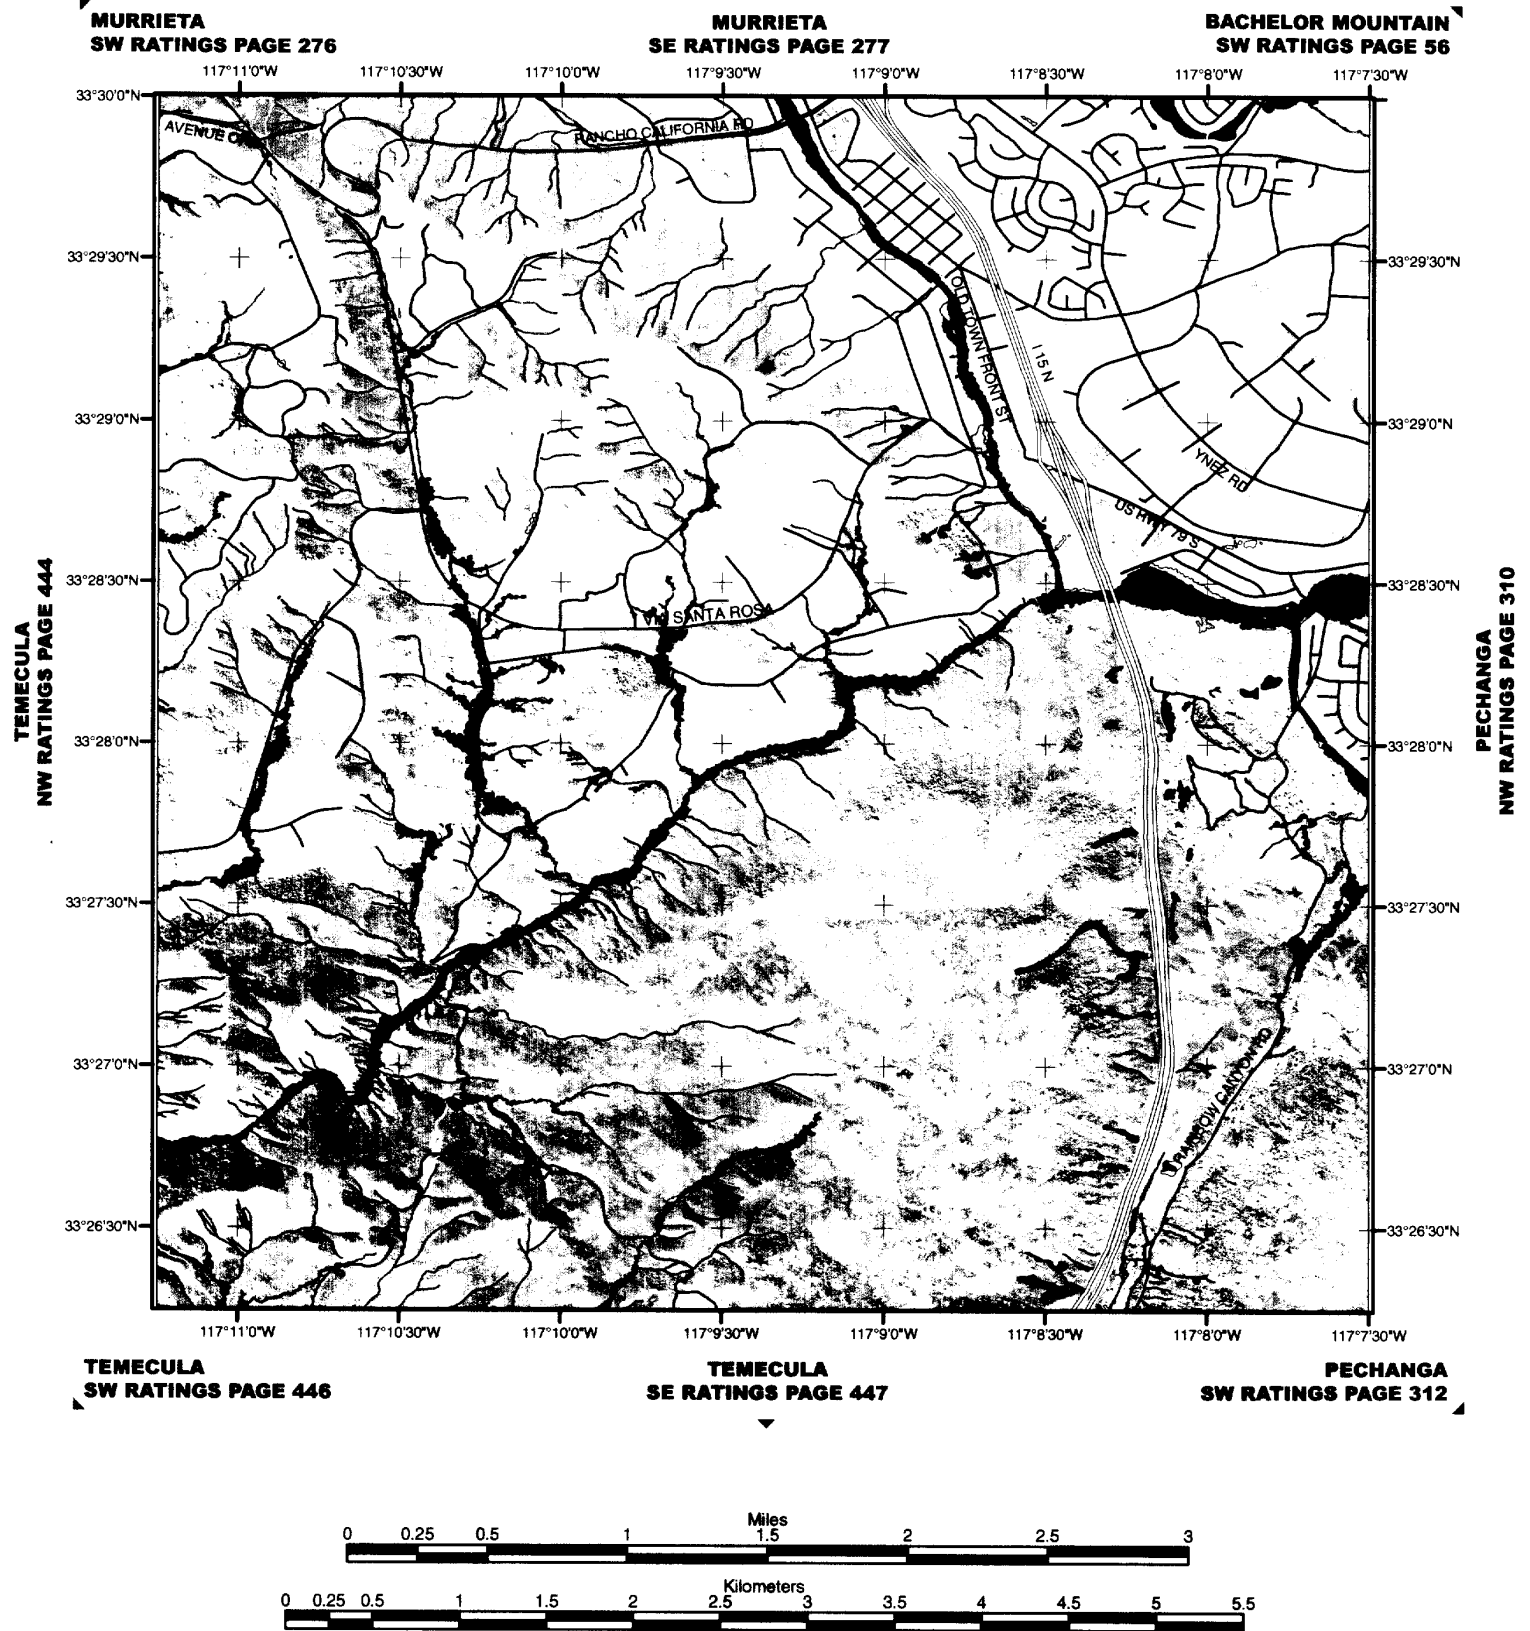 MURRIETA
SW RATINGS PAGE 276
MURRIETA
SE RATINGS PAGE 277
BACHELOR MOUNTAIN
SW RATINGS PAGE 56
117°11'0"W 117°10'30"W 117°10'0"W 117°9'30"W 117°9'0"W 117°8'30"W 117°8'0"W 117°7'30"W
33°30'0"N
RANCHO CALIFORNIA RD
33°29'30"N
33°29'30"N
OLD TOWN FRONT ST
I 15 N
33°29'0"N
33°29'0"N
YNEZ RD
US HWY 79 S
TEMECULA
NW RATINGS PAGE 444
33°28'30"N
33°28'30"N
PECHANGA
NW RATINGS PAGE 310
SANTA ROSA
33°28'0"N
33°28'0"N
33°27'30"N
33°27'30"N
33°27'0"N
33°27'0"N
RAINBOW CANYON RD
33°26'30"N
33°26'30"N
117°11'0"W 117°10'30"W 117°10'0"W 117°9'30"W 117°9'0"W 117°8'30"W 117°8'0"W 117°7'30"W
TEMECULA
SW RATINGS PAGE 446
TEMECULA
SE RATINGS PAGE 447
PECHANGA
SW RATINGS PAGE 312
Miles
0 0.25 0.5 1 1.5 2 2.5 3
Kilometers
0 0.25 0.5 1 1.5 2 2.5 3 3.5 4 4.5 5 5.5